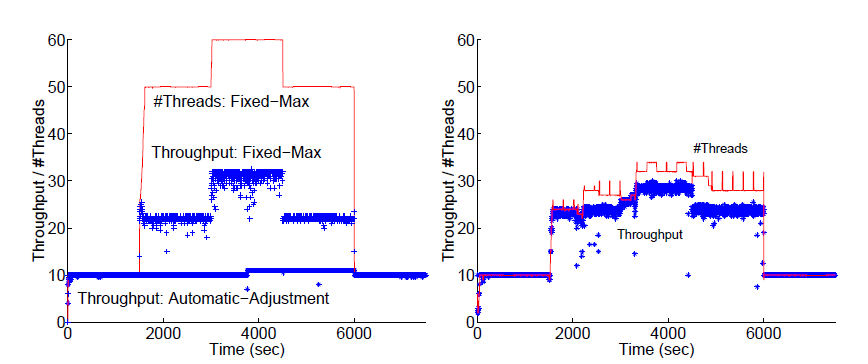 60
50
40
30
20
10
0
Throughput / #Threads
#Threads: Fixed−Max
Throughput: Fixed−Max
Throughput: Automatic−Adjustment
0
2000
4000
6000
Time (sec)
60
50
40
30
20
10
0
Throughput / #Threads
#Threads
Throughput
0
2000
4000
6000
Time (sec)